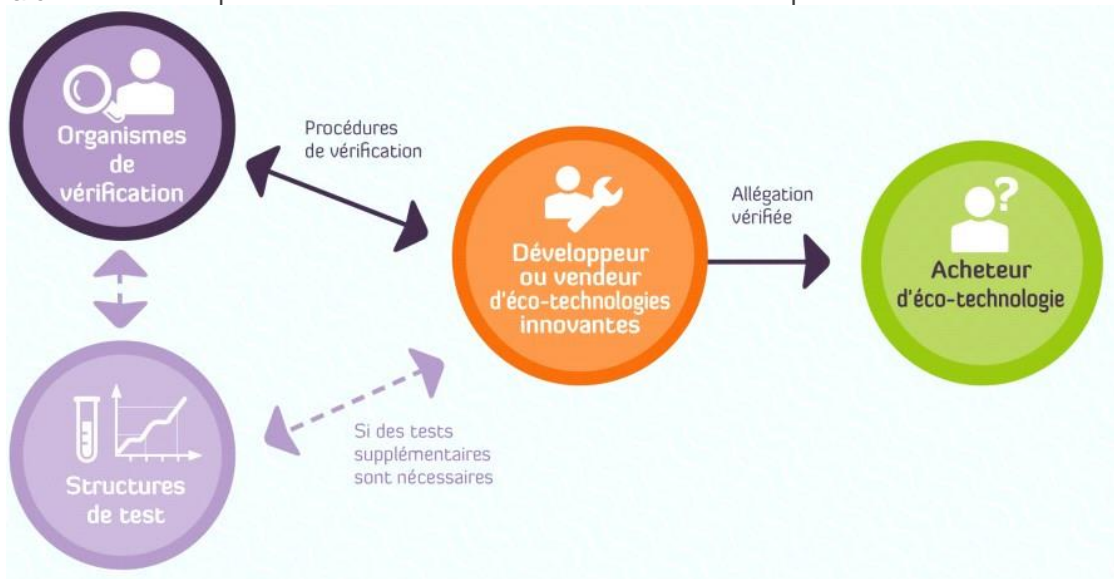 Organismes
de
vérification
Procédures
de vérification
Développeur
ou vendeur
d'éco-technologies
innovantes
Allégation
vérifiée
?
Acheteur
d'éco-technologie
Structures
de test
Si des tests
supplémentaires
sont nécessaires